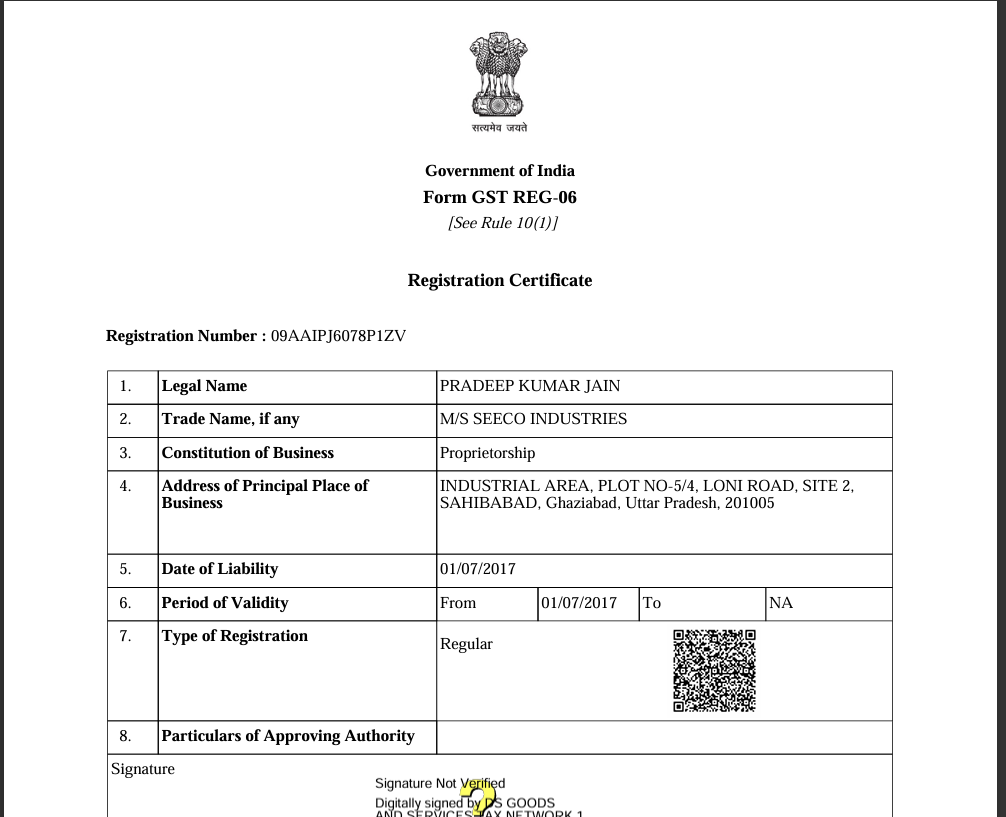 सत्यमेव जयते
Government of India
Form GST REG-06
[See Rule 10(1)]
Registration Certificate
Registration Number : 09AAIPJ6078P1ZV
1. Legal Name PRADEEP KUMAR JAIN
2. Trade Name, if any M/S SEECO INDUSTRIES
3. Constitution of Business Proprietorship
4. Address of Principal Place of Business INDUSTRIAL AREA, PLOT NO-5/4, LONI ROAD, SITE 2, SAHIBABAD, Ghaziabad, Uttar Pradesh, 201005
5. Date of Liability 01/07/2017
6. Period of Validity From 01/07/2017 To NA
7. Type of Registration Regular
8. Particulars of Approving Authority
Signature
Signature Not Verified
Digitally signed by DS GOODS
AND SERVICES TAX NETWORK 1